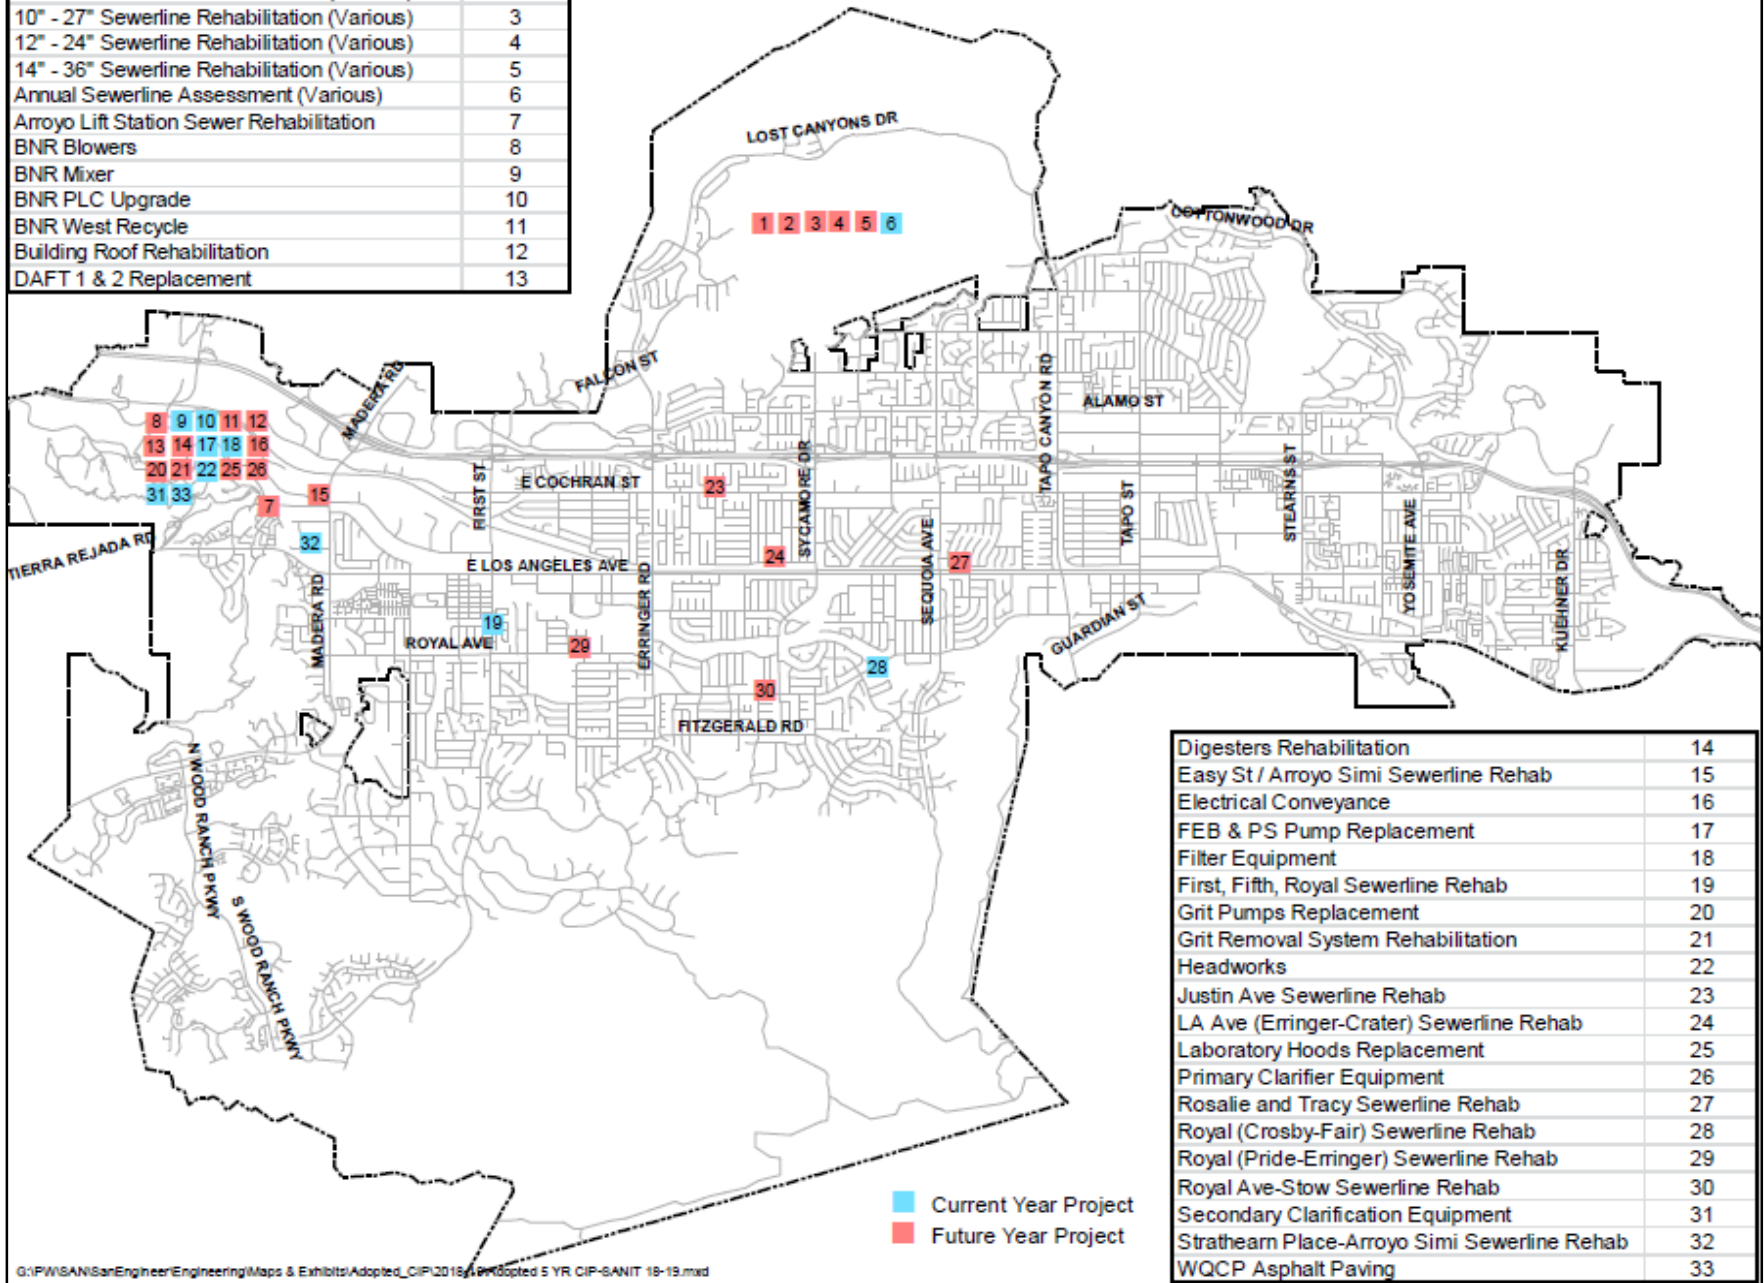 10" - 27" Sewerline Rehabilitation (Various) 3
12" - 24" Sewerline Rehabilitation (Various) 4
14" - 36" Sewerline Rehabilitation (Various) 5
Annual Sewerline Assessment (Various) 6
Arroyo Lift Station Sewer Rehabilitation 7
BNR Blowers 8
BNR Mixer 9
BNR PLC Upgrade 10
BNR West Recycle 11
Building Roof Rehabilitation 12
DAFT 1 & 2 Replacement 13
LOST CANYONS DR
COTTONWOOD DR
1 2 3 4 5 6
FALCON ST
MADERA RD
ALAMO ST
TAPO CANYON RD
8 9 10 11 12
13 14 17 18 16
20 21 22 25 26
31 33
7
15
32
FIRST ST
E COCHRAN ST
23
SYCAMORE DR
24
TAPO ST
STEARNS ST
YOSEMITE AVE
KUEHNER DR
TIERRA REJADA RD
E LOS ANGELES AVE
SEQUOIA AVE
27
MADERA RD
ERRINGER RD
19
ROYAL AVE
29
28
GUARDIAN ST
30
FITZGERALD RD
N WOOD RANCH PKWY
S WOOD RANCH PKWY
Digesters Rehabilitation 14
Easy St / Arroyo Simi Sewerline Rehab 15
Electrical Conveyance 16
FEB & PS Pump Replacement 17
Filter Equipment 18
First, Fifth, Royal Sewerline Rehab 19
Grit Pumps Replacement 20
Grit Removal System Rehabilitation 21
Headworks 22
Justin Ave Sewerline Rehab 23
LA Ave (Erringer-Crater) Sewerline Rehab 24
Laboratory Hoods Replacement 25
Primary Clarifier Equipment 26
Rosalie and Tracy Sewerline Rehab 27
Royal (Crosby-Fair) Sewerline Rehab 28
Royal (Pride-Erringer) Sewerline Rehab 29
Royal Ave-Stow Sewerline Rehab 30
Secondary Clarification Equipment 31
Strathearn Place-Arroyo Simi Sewerline Rehab 32
WQCP Asphalt Paving 33
Current Year Project
Future Year Project
5 YR CIP-SANIT 18-19.mxd